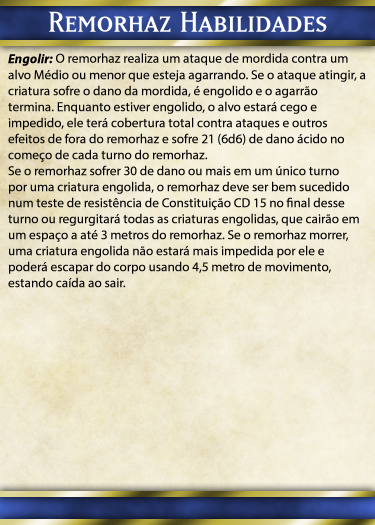 Remorhaz Habilidades
Engolir: O remorhaz realiza um ataque de mordida contra um
alvo Médio ou menor que esteja agarrando. Se o ataque atingir, a
criatura sofre o dano da mordida, é engolido e o agarrão
termina. Enquanto estiver engolido, o alvo estará cego e
impedido, ele terá cobertura total contra ataques e outros
efeitos de fora do remorhaz e sofre 21 (6d6) de dano ácido no
começo de cada turno do remorhaz.
Se o remorhaz sofrer 30 de dano ou mais em um único turno
por uma criatura engolida, o remorhaz deve ser bem sucedido
num teste de resistência de Constituição CD 15 no final desse
turno ou regurgitará todas as criaturas engolidas, que cairão em
um espaço a até 3 metros do remorhaz. Se o remorhaz morrer,
uma criatura engolida não estará mais impedida por ele e
poderá escapar do corpo usando 4,5 metro de movimento,
estando caída ao sair.